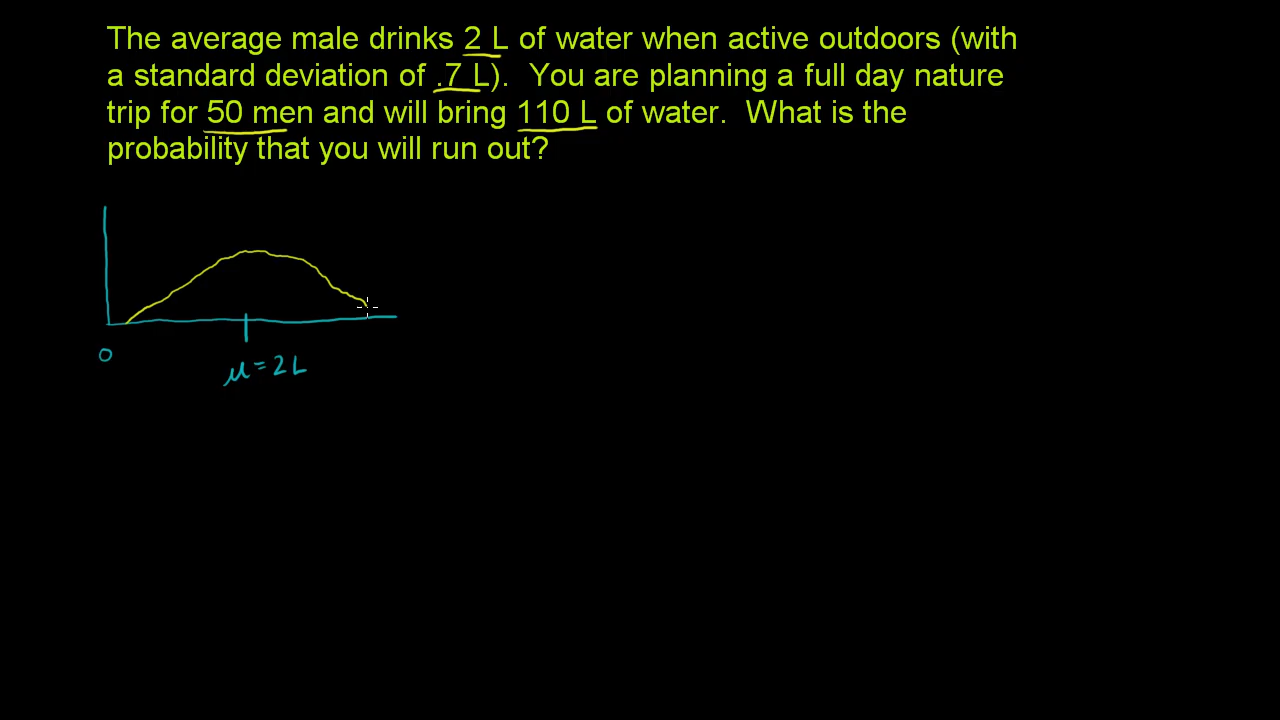 The average male drinks 2 L of water when active outdoors (with
a standard deviation of .7 L).  You are planning a full day nature
trip for 50 men and will bring 110 L of water.  What is the
probability that you will run out?
0
μ = 2 L